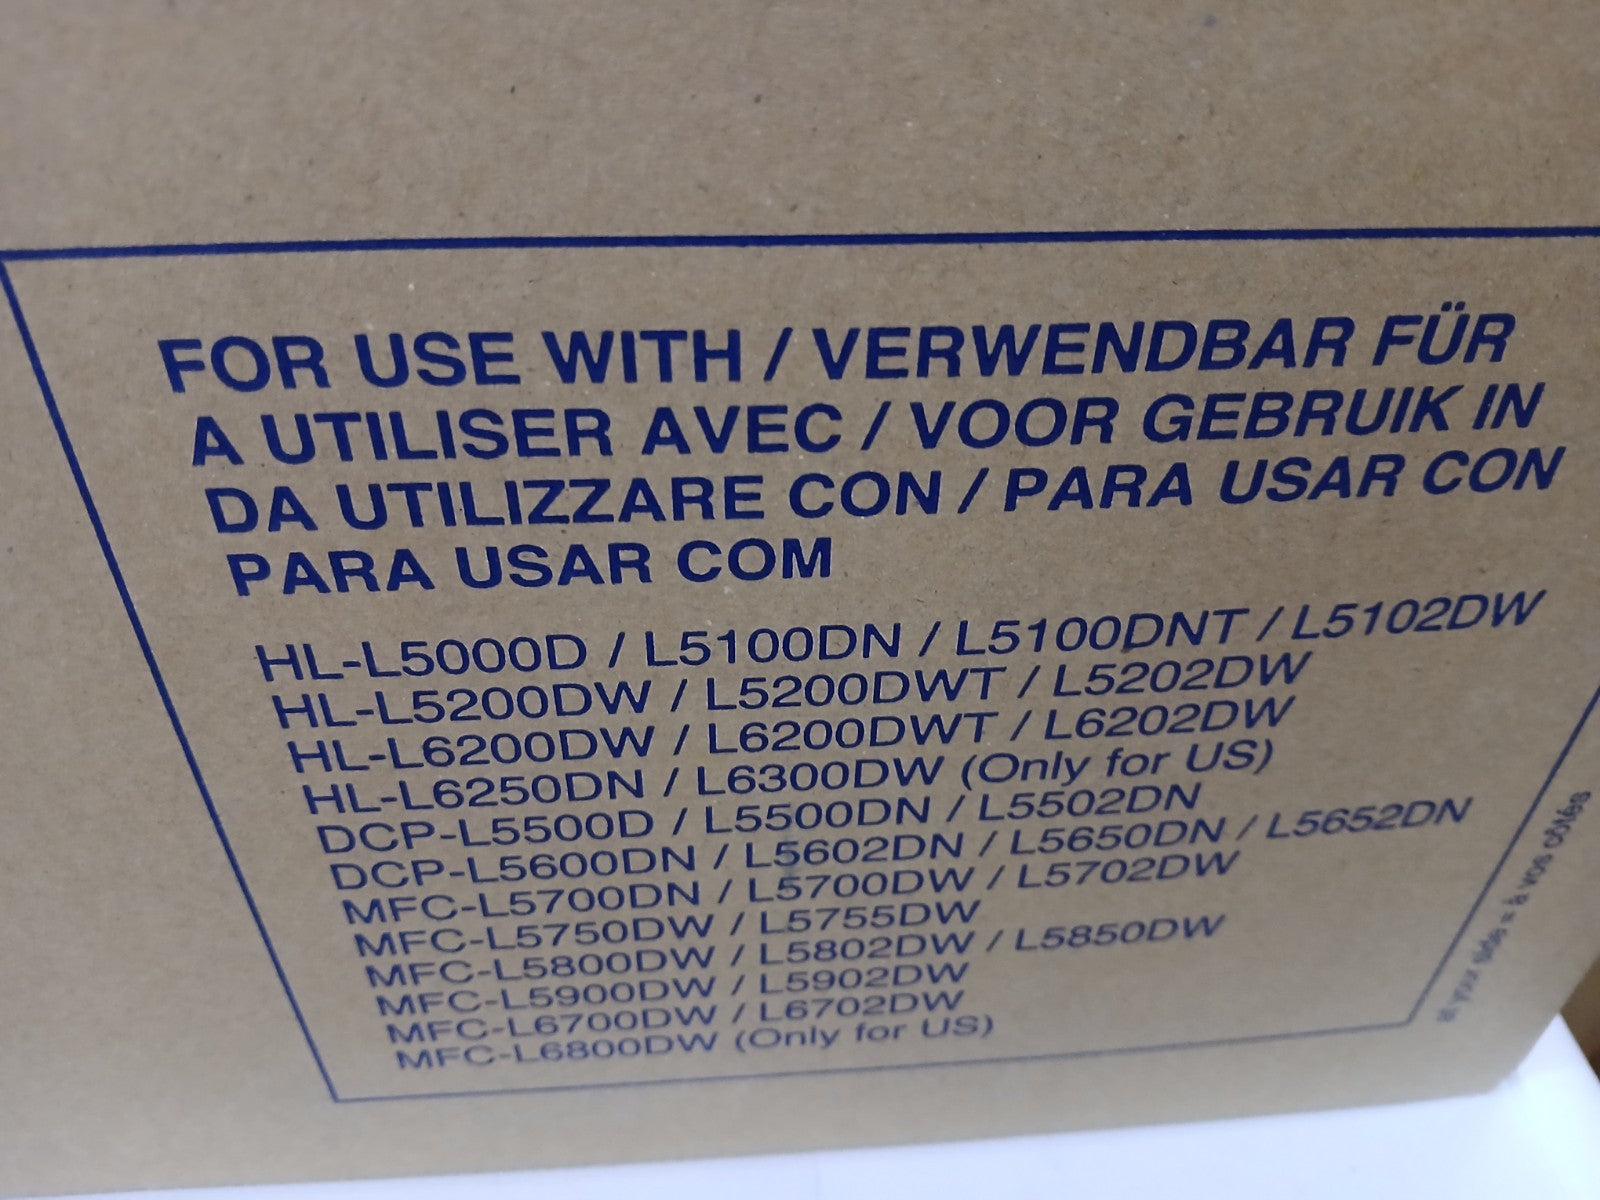 FOR USE WITH / VERWENDBAR FÜR
A UTILISER AVEC / VOOR GEBRUIK IN
DA UTILIZZARE CON / PARA USAR CON
PARA USAR COM
HL-L5000D / L5100DN / L5100DNT / L5102DW
HL-L5200DW / L5200DWT / L5202DW
HL-L6200DW / L6200DWT / L6202DW
HL-L6250DN / L6300DW (Only for US)
DCP-L5500D / L5500DN / L5502DN
DCP-L5600DN / L5602DN / L5650DN / L5652DN
MFC-L5700DN / L5700DW / L5702DW
MFC-L5750DW / L5755DW
MFC-L5800DW / L5802DW / L5850DW
MFC-L5900DW / L5902DW
MFC-L6700DW / L6702DW
MFC-L6800DW (Only for US)